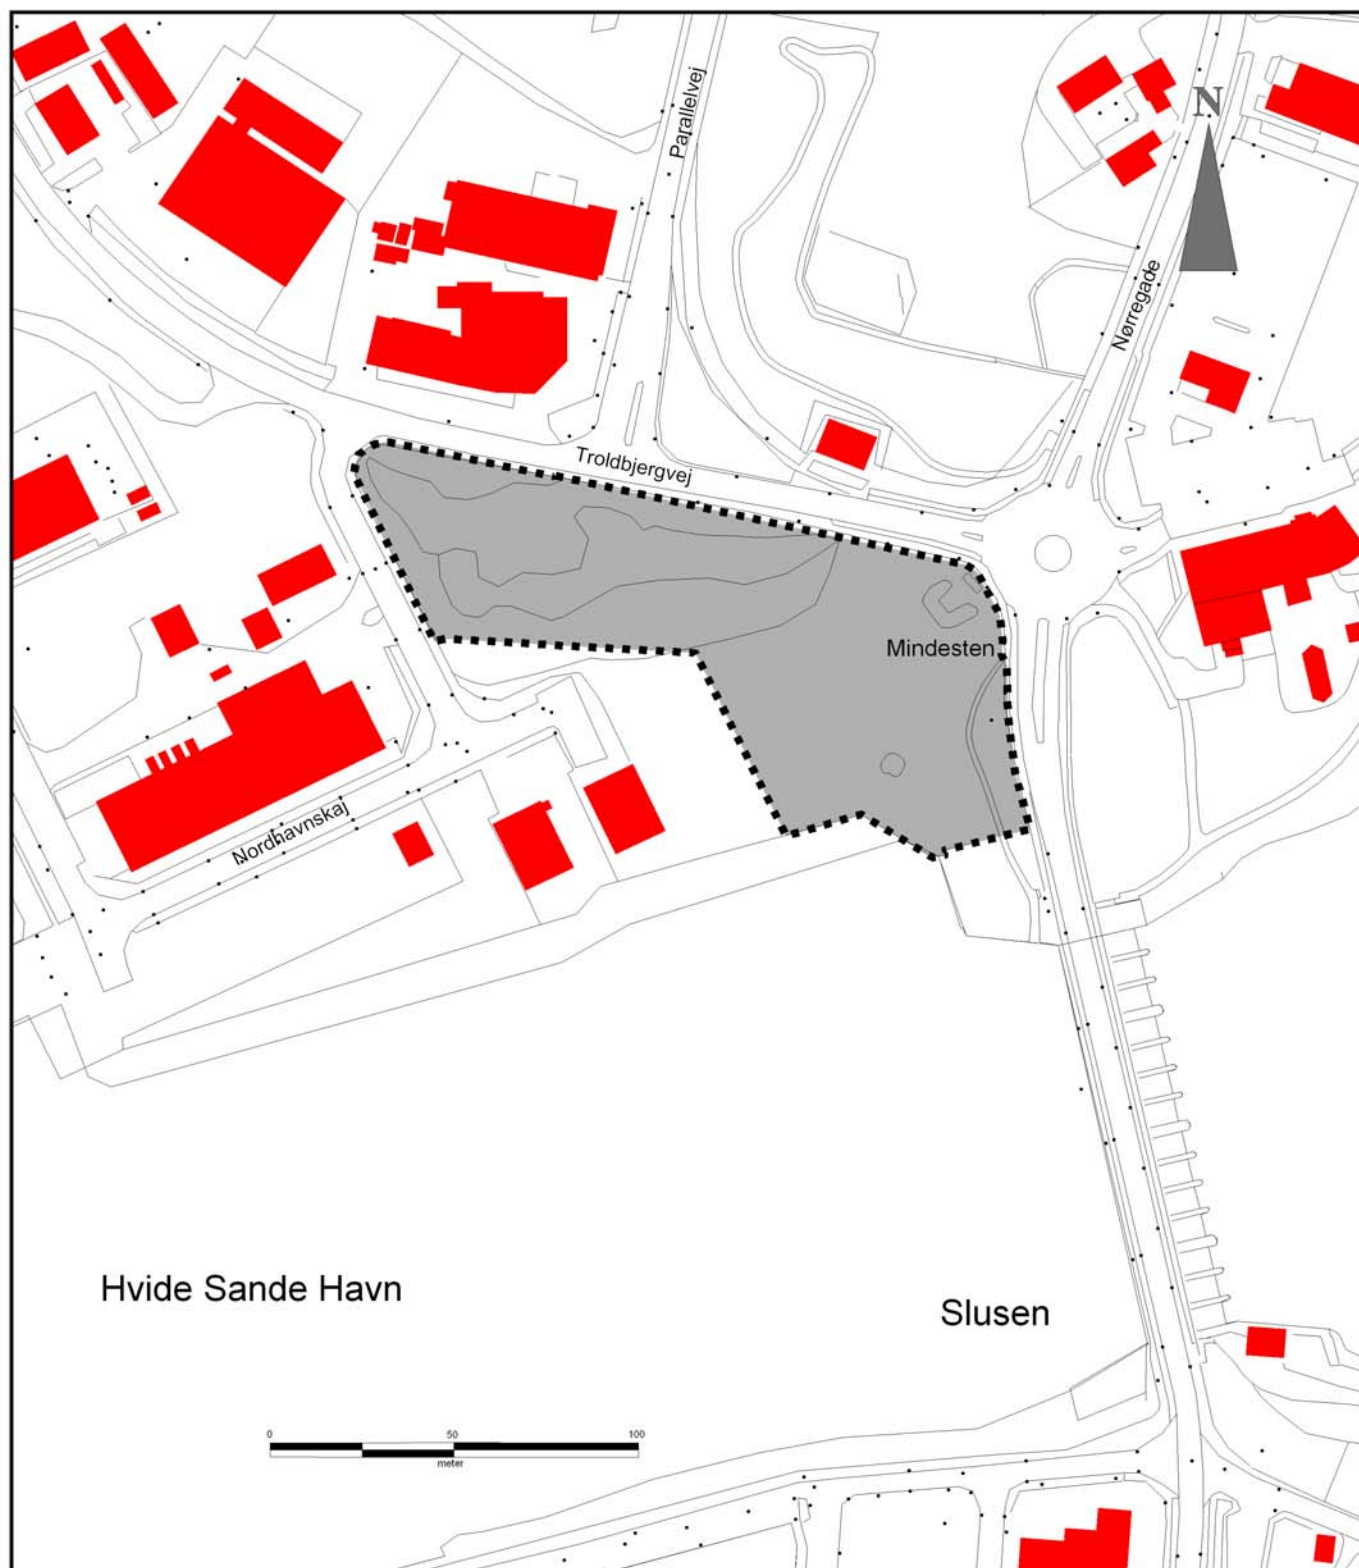 Parallelvej
N
Nørregade
Troldbjergvej
Mindesten
Nordhavnskaj
Hvide Sande Havn
Slusen
0 50 100
meter